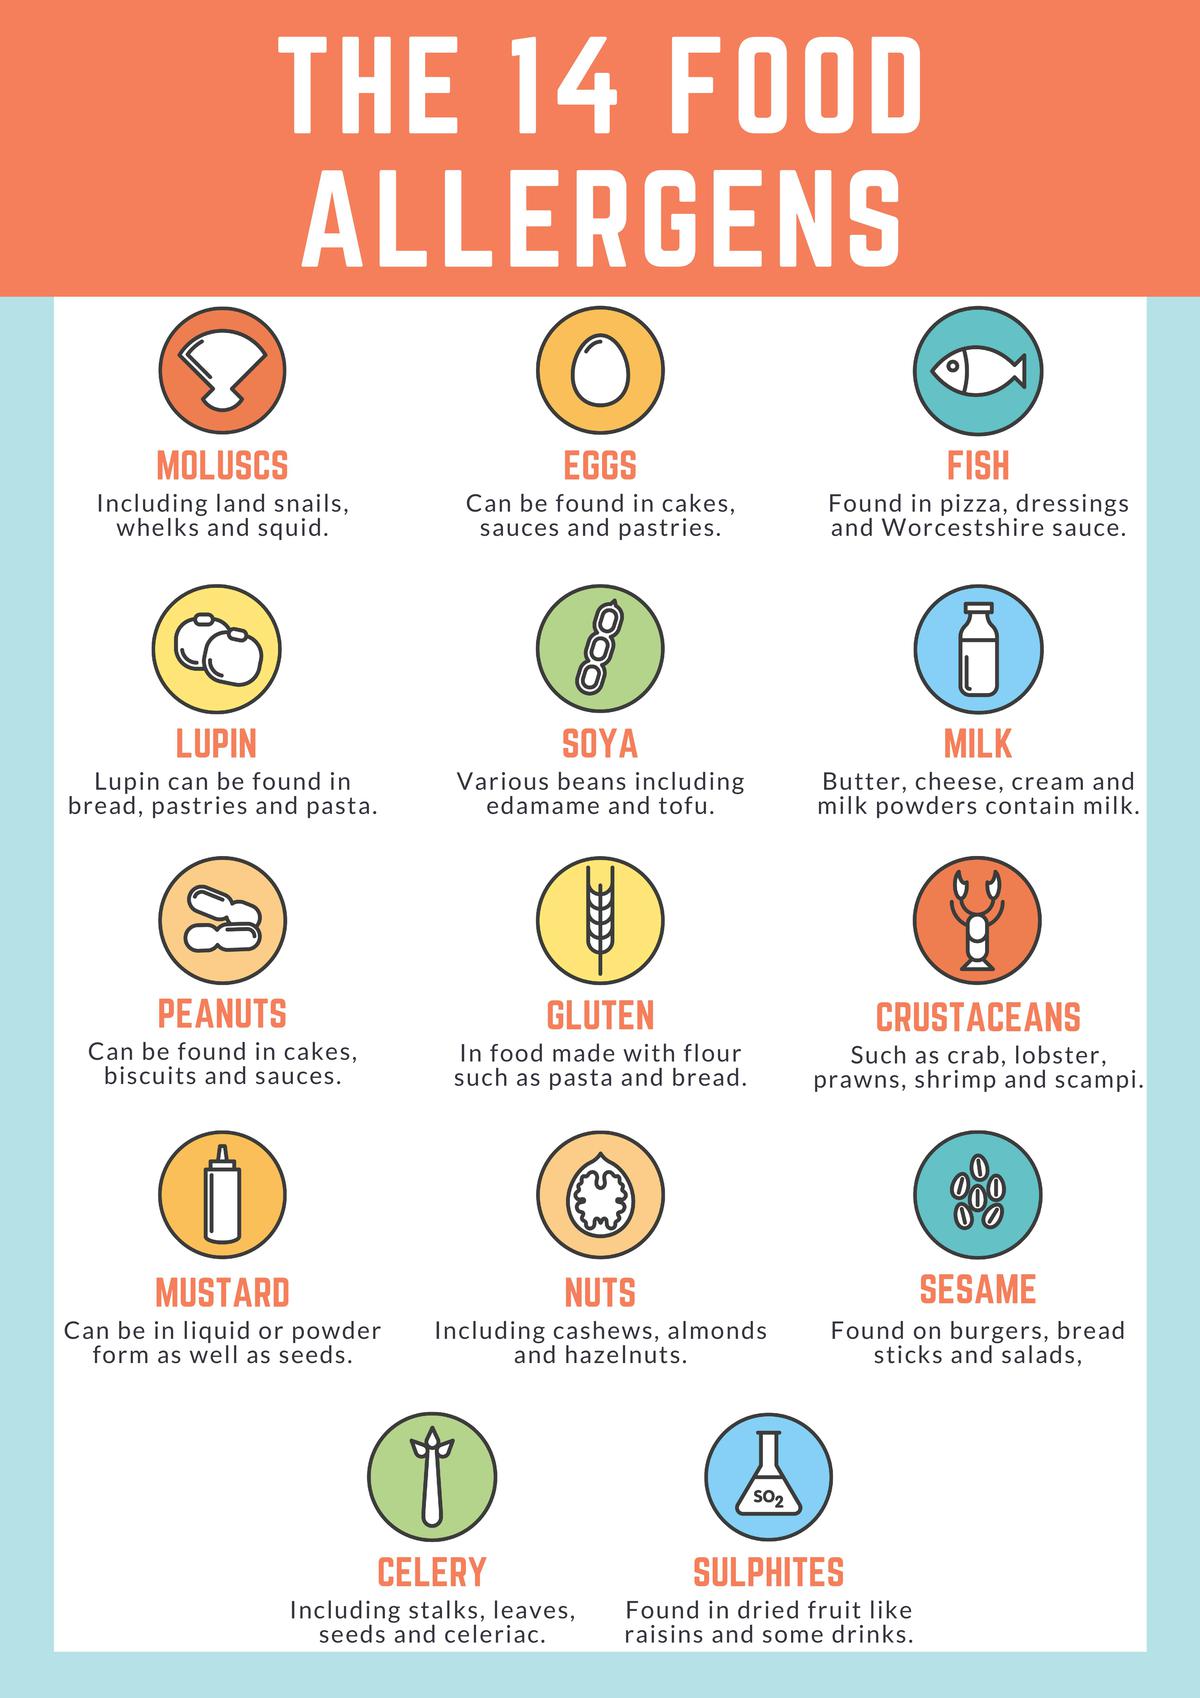 THE 14 FOOD
ALLERGENS
MOLUSCS
Including land snails,
whelks and squid.
EGGS
Can be found in cakes,
sauces and pastries.
FISH
Found in pizza, dressings
and Worcestshire sauce.
LUPIN
Lupin can be found in
bread, pastries and pasta.
SOYA
Various beans including
edamame and tofu.
MILK
Butter, cheese, cream and
milk powders contain milk.
PEANUTS
Can be found in cakes,
biscuits and sauces.
GLUTEN
In food made with flour
such as pasta and bread.
CRUSTACEANS
Such as crab, lobster,
prawns, shrimp and scampi.
MUSTARD
Can be in liquid or powder
form as well as seeds.
NUTS
Including cashews, almonds
and hazelnuts.
SESAME
Found on burgers, bread
sticks and salads,
CELERY
Including stalks, leaves,
seeds and celeriac.
SO2
SULPHITES
Found in dried fruit like
raisins and some drinks.